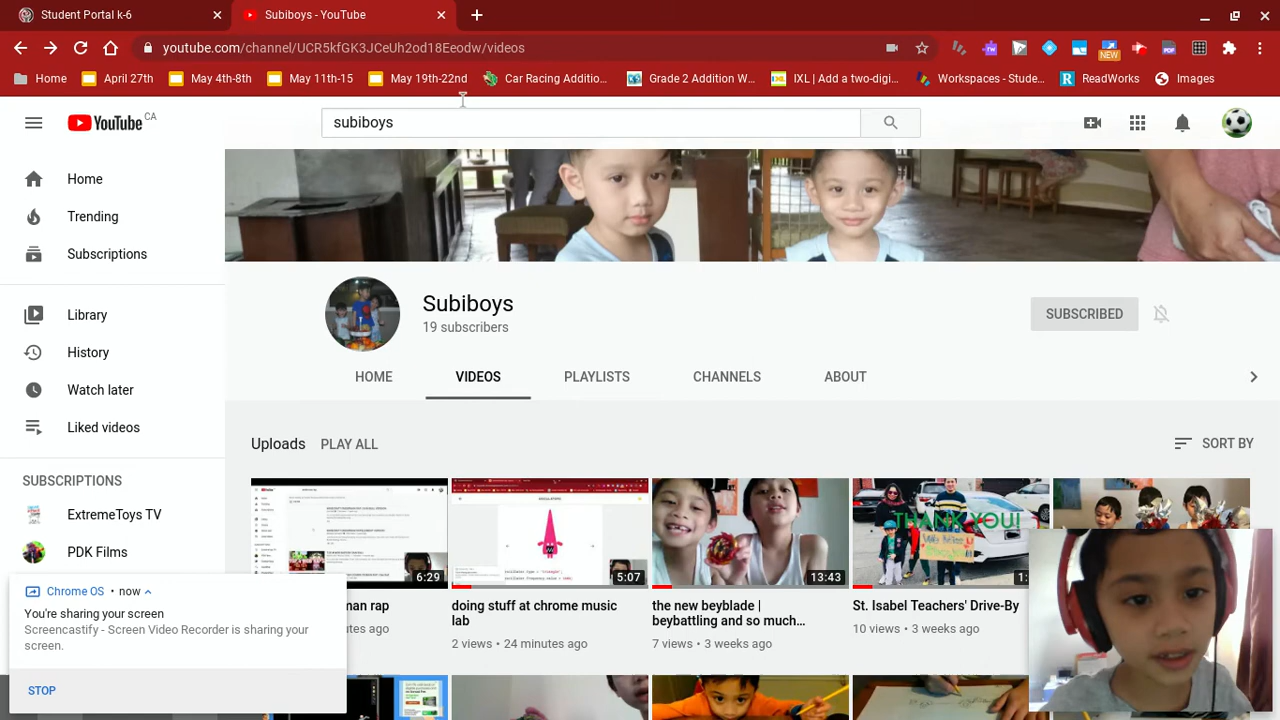 Student Portal k-6
Subiboys - YouTube
youtube.com/channel/UCR5kfGK3JCeUh2od18Eeodw/videos
NEW
Home
April 27th
May 4th-8th
May 11th-15
May 19th-22nd
Car Racing Additio...
Grade 2 Addition W...
IXL | Add a two-digi...
Workspaces - Stude...
ReadWorks
Images
YouTube CA
subiboys
Home
Trending
Subscriptions
Library
History
Watch later
Liked videos
SUBSCRIPTIONS
ExtremeToys TV
PDK Films
Subiboys
19 subscribers
SUBSCRIBED
HOME
VIDEOS
PLAYLISTS
CHANNELS
ABOUT
Uploads
PLAY ALL
SORT BY
6:29
5:07
13:43
THANK YOU!
1:
man rap
utes ago
doing stuff at chrome music
lab
2 views • 24 minutes ago
the new beyblade |
beybattling and so much...
7 views • 3 weeks ago
St. Isabel Teachers' Drive-By
10 views • 3 weeks ago
Chrome OS • now
You're sharing your screen
Screencastify - Screen Video Recorder is sharing your
screen.
STOP